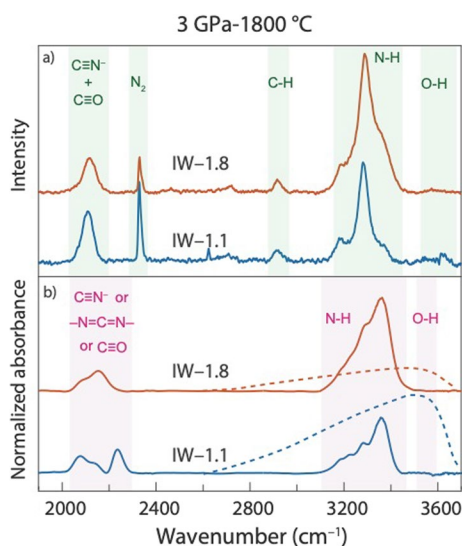 3 GPa-1800 °C
a)
C≡N⁻
+
C≡O
N₂
C-H
N-H
O-H
Intensity
IW–1.8
IW–1.1
b)
C≡N⁻ or
–N=C=N–
or C≡O
N-H
O-H
Normalized absorbance
IW–1.8
IW–1.1
2000 2400 2800 3200 3600
Wavenumber (cm⁻¹)